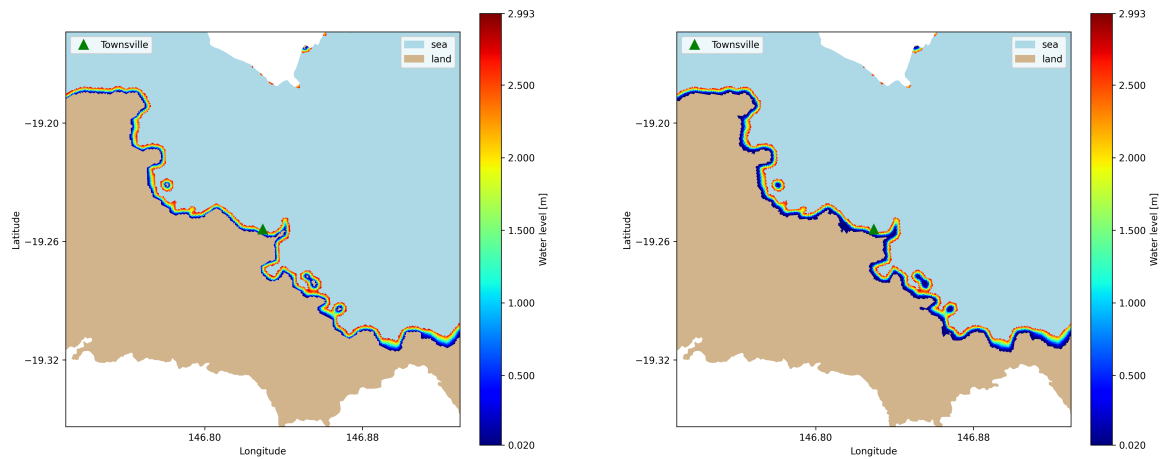 2.993
Townsville
sea
land
2.500
−19.20
2.000
Latitude
−19.26
1.500
Water level [m]
1.000
−19.32
0.500
0.020
146.80
146.88
Longitude
2.993
Townsville
sea
land
2.500
−19.20
2.000
Latitude
−19.26
1.500
Water level [m]
1.000
−19.32
0.500
0.020
146.80
146.88
Longitude